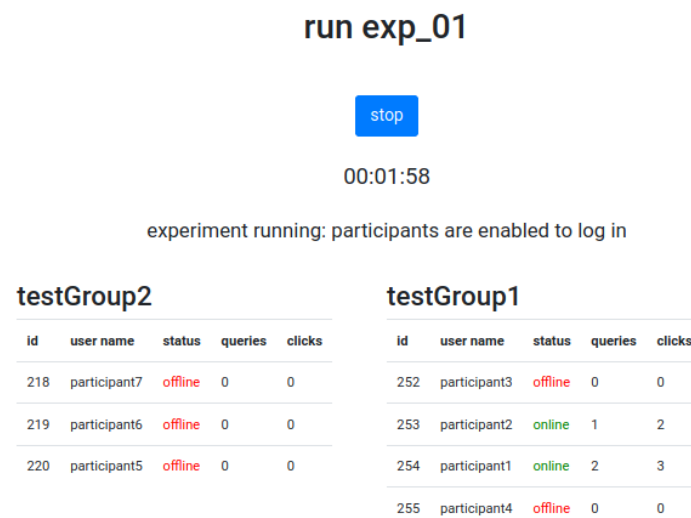 run exp_01
stop
00:01:58
experiment running: participants are enabled to log in
testGroup2
id user name status queries clicks
218 participant7 offline 0 0
219 participant6 offline 0 0
220 participant5 offline 0 0
testGroup1
id user name status queries clicks
252 participant3 offline 0 0
253 participant2 online 1 2
254 participant1 online 2 3
255 participant4 offline 0 0